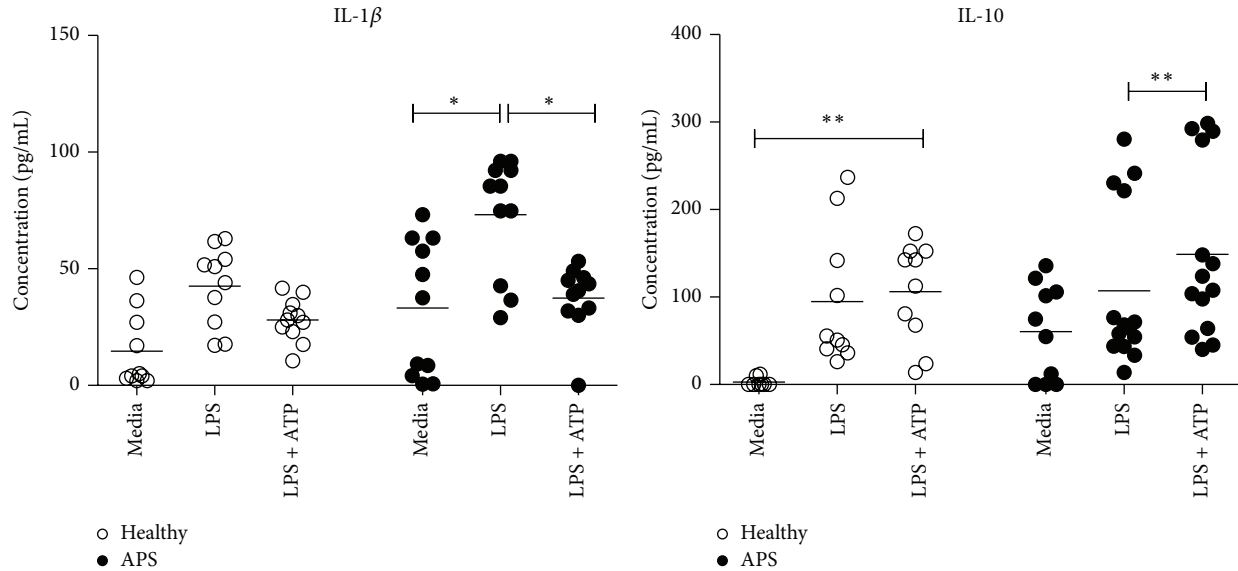 IL-1β
150
100
50
0
Concentration (pg/mL)
*
*
Media
LPS
LPS + ATP
Media
LPS
LPS + ATP
Healthy
APS
IL-10
400
300
200
100
0
Concentration (pg/mL)
**
**
Media
LPS
LPS + ATP
Media
LPS
LPS + ATP
Healthy
APS